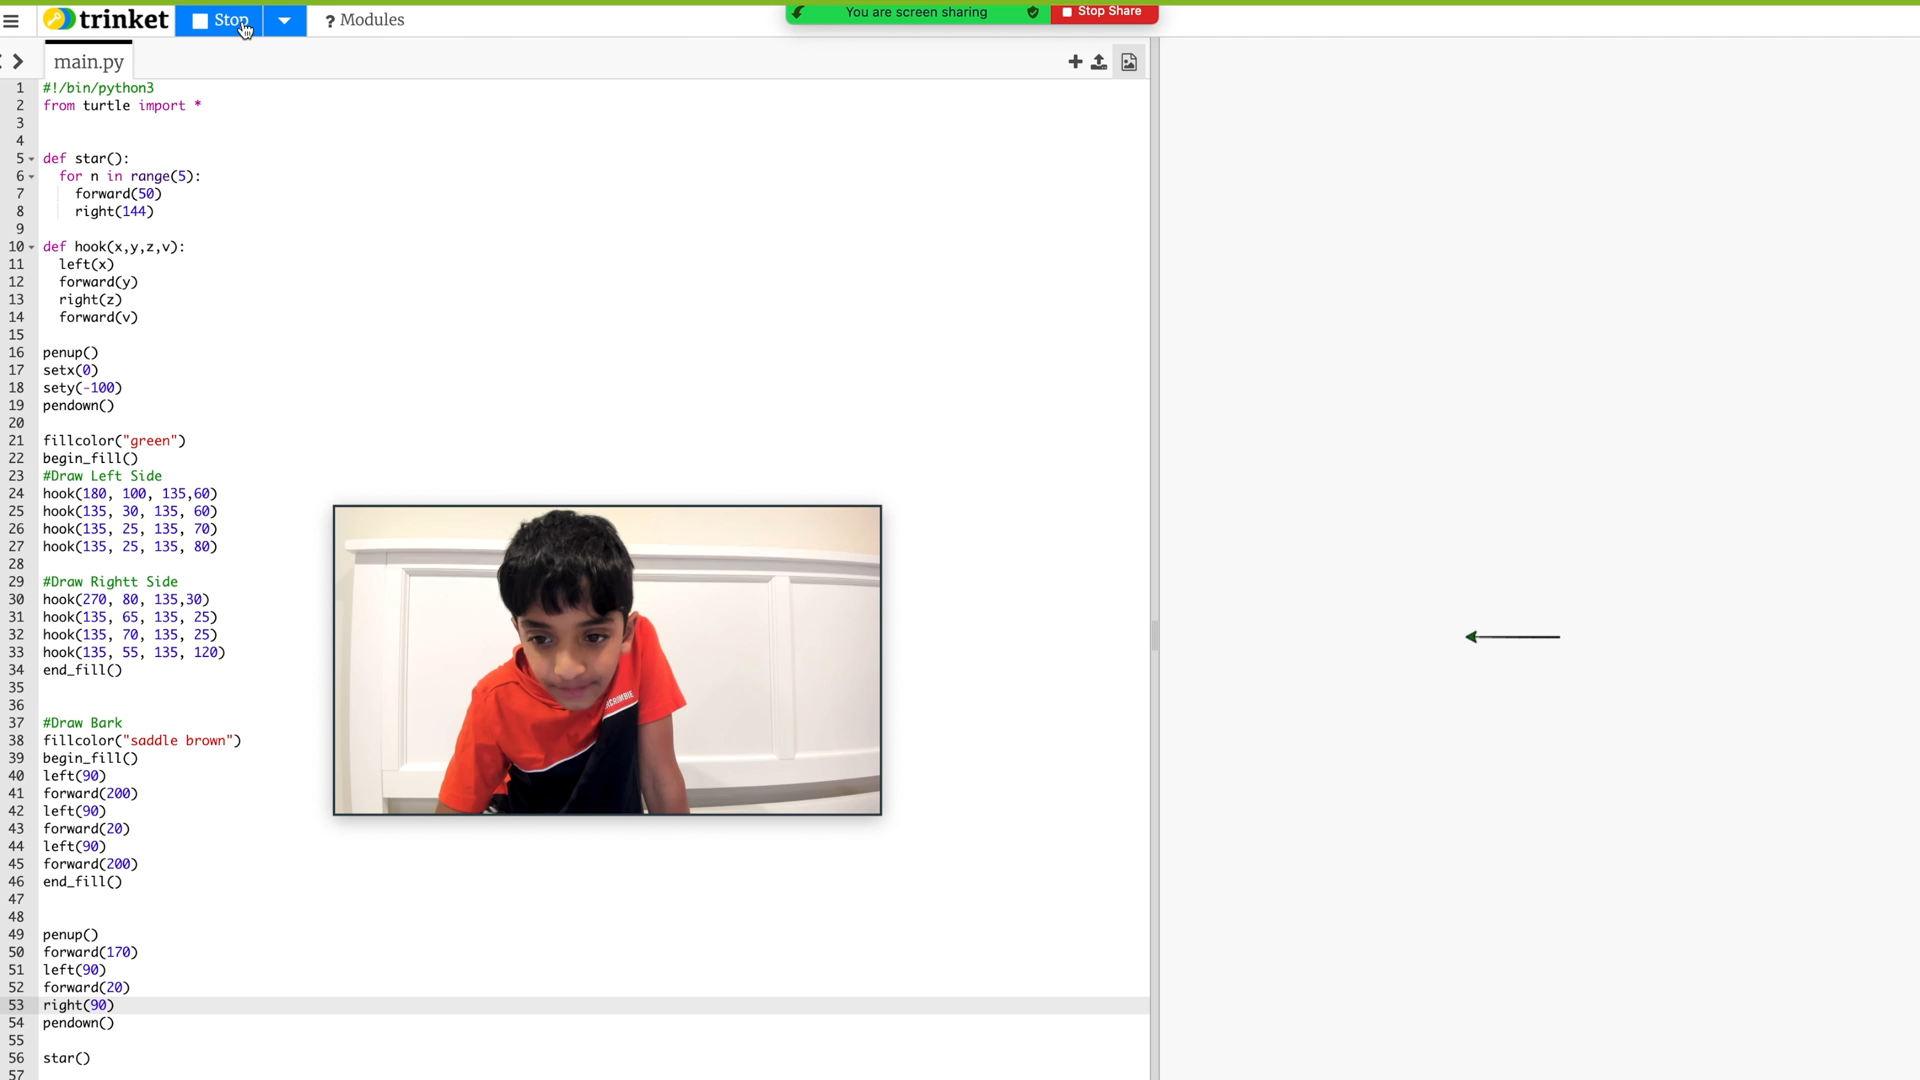 trinket
Stop
? Modules
You are screen sharing
Stop Share
main.py
1 #!/bin/python3
2 from turtle import *
3
4
5 def star():
6 for n in range(5):
7 forward(50)
8 right(144)
9
10 def hook(x,y,z,v):
11 left(x)
12 forward(y)
13 right(z)
14 forward(v)
15
16 penup()
17 setx(0)
18 sety(-100)
19 pendown()
20
21 fillcolor("green")
22 begin_fill()
23 #Draw Left Side
24 hook(180, 100, 135,60)
25 hook(135, 30, 135, 60)
26 hook(135, 25, 135, 70)
27 hook(135, 25, 135, 80)
28
29 #Draw Rightt Side
30 hook(270, 80, 135,30)
31 hook(135, 65, 135, 25)
32 hook(135, 70, 135, 25)
33 hook(135, 55, 135, 120)
34 end_fill()
35
36
37 #Draw Bark
38 fillcolor("saddle brown")
39 begin_fill()
40 left(90)
41 forward(200)
42 left(90)
43 forward(20)
44 left(90)
45 forward(200)
46 end_fill()
47
48
49 penup()
50 forward(170)
51 left(90)
52 forward(20)
53 right(90)
54 pendown()
55
56 star()
57